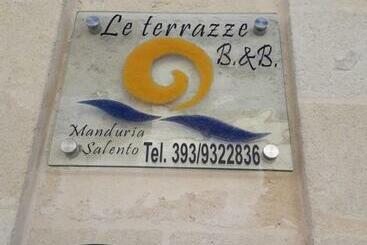 Le terrazze
B.&B.
Manduria
Salento
Tel. 393/9322836